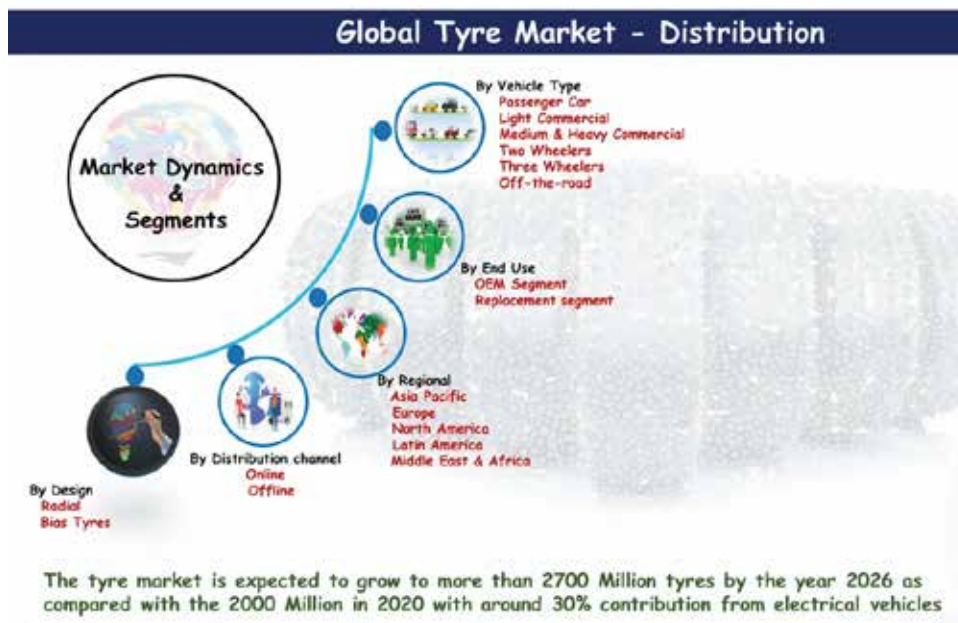 Global Tyre Market - Distribution
Market Dynamics
&
Segments
By Vehicle Type
Passenger Car
Light Commercial
Medium & Heavy Commercial
Two Wheelers
Three Wheelers
Off-the-road
By End Use
OEM Segment
Replacement segment
By Regional
Asia Pacific
Europe
North America
Latin America
Middle East & Africa
By Distribution channel
Online
Offline
By Design
Radial
Bias Tyres
The tyre market is expected to grow to more than 2700 Million tyres by the year 2026 as
compared with the 2000 Million in 2020 with around 30% contribution from electrical vehicles